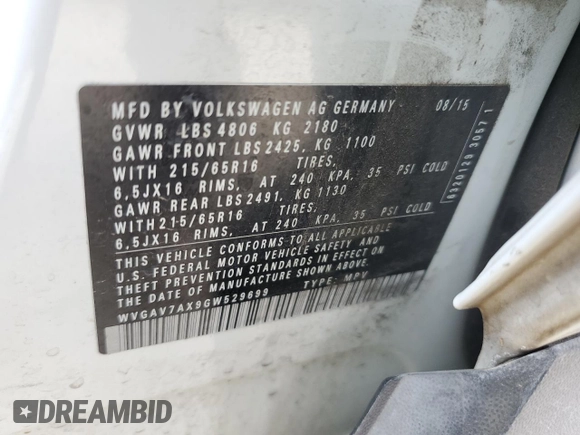 MFD BY VOLKSWAGEN AG GERMANY 08/15
GVWR LBS 4806 KG 2180
GAWR FRONT LBS 2425, KG 1100
WITH 215/65R16 TIRES,
6,5JX16 RIMS, AT 240 KPA, 35 PSI COLD
GAWR REAR LBS 2491, KG 1130
WITH215/65R16 TIRES,
6,5JX16 RIMS, AT 240 KPA, 35 PSI COLD
THIS VEHICLE CONFORMS TO ALL APPLICABLE
U.S. FEDERAL MOTOR VEHICLE SAFETY AND
THEFT PREVENTION STANDARDS IN EFFECT ON
THE DATE OF MANUFACTURE SHOWN ABOVE
WVGAV7AX9GW529699 TYPE: MPV
DREAMBID